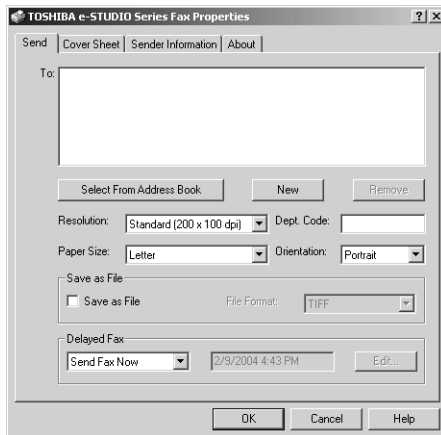 TOSHIBA e-STUDIO Series Fax Properties
Send Cover Sheet Sender Information About
To:
Select From Address Book New Remove
Resolution: Standard (200 x 100 dpi) Dept. Code:
Paper Size: Letter Orientation: Portrait
Save as File
Save as File File Format: TIFF
Delayed Fax
Send Fax Now 2/9/2004 4:43 PM Edit...
OK Cancel Help